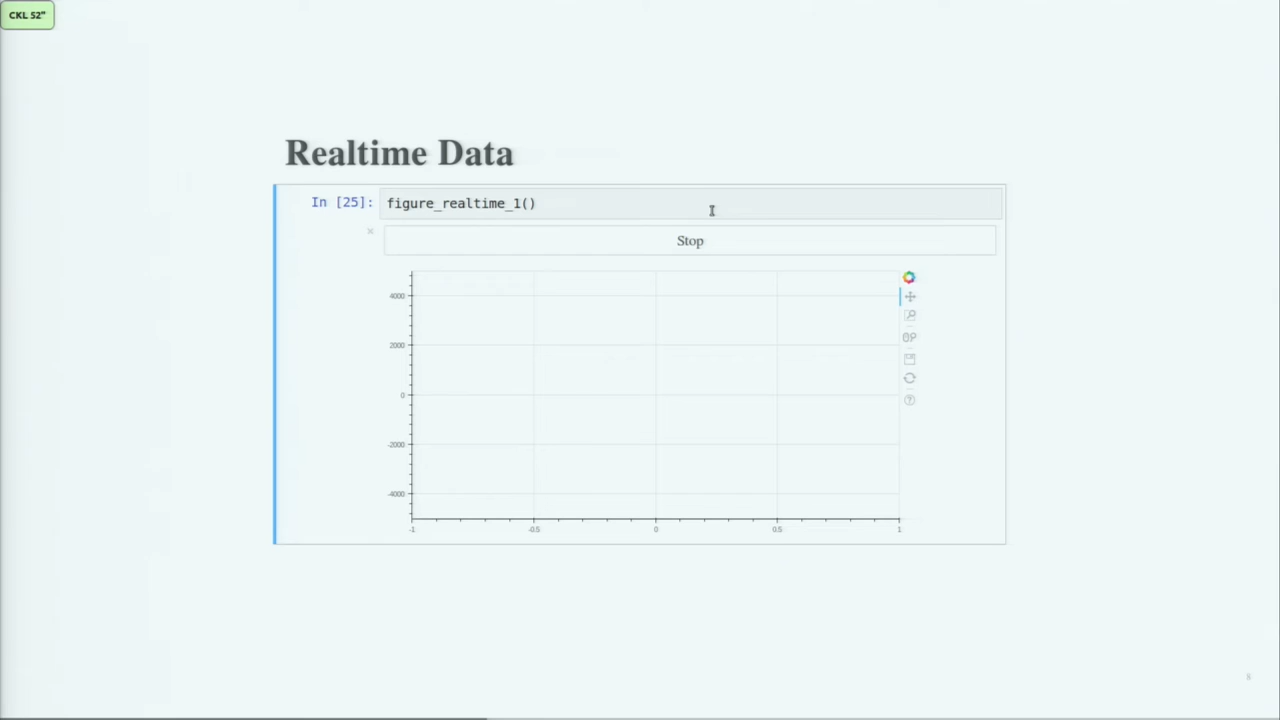 CKL 52"
Realtime Data
In [25]: figure_realtime_1()
×
Stop
4000
2000
0
-2000
-4000
-1 -0.5 0 0.5 1
8